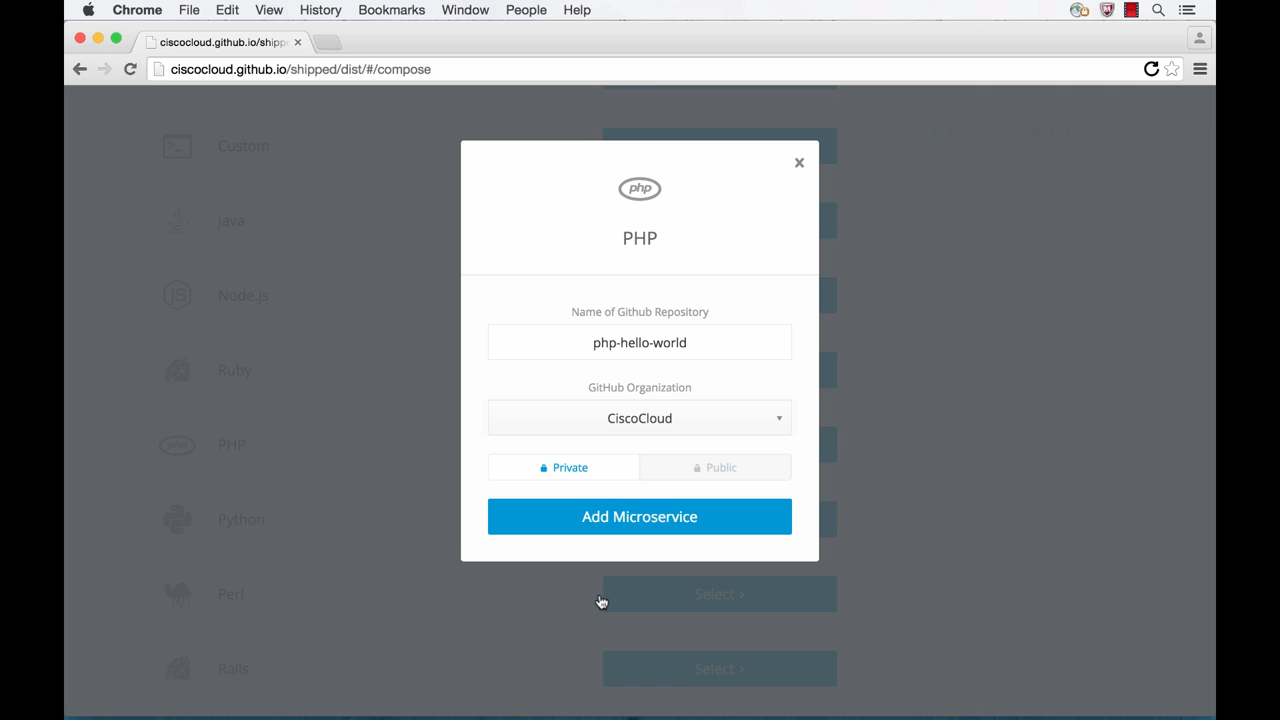 Chrome File Edit View History Bookmarks Window People Help
ciscocloud.github.io/shipp
ciscocloud.github.io/shipped/dist/#/compose
Custom
Java
Node.js
Ruby
php PHP
Python
Perl Select >
Rails Select >
x
php
PHP
Name of Github Repository
php-hello-world
GitHub Organization
CiscoCloud
Private Public
Add Microservice